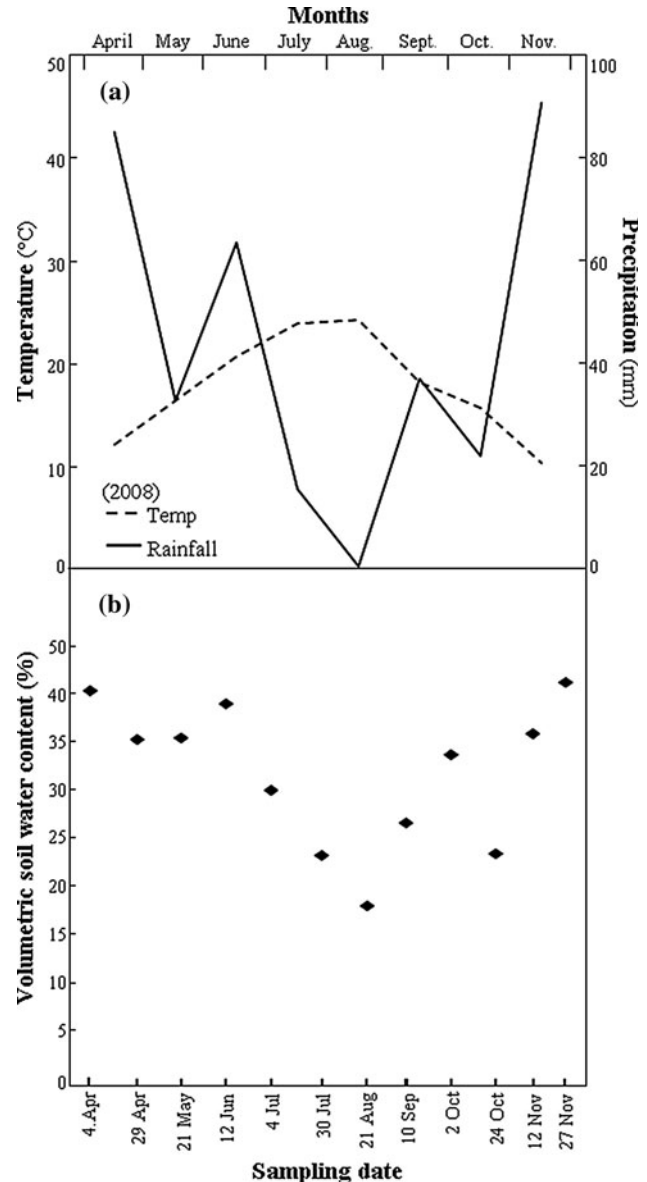 Months
April May June July Aug. Sept. Oct. Nov.
50 100
(a)
40 80
30 60
20 40
10 20
0 0
Temperature (°C)
Precipitation (mm)
(2008)
Temp
Rainfall
(b)
50
40
35
30
25
20
15
10
5
0
Volumetric soil water content (%)
4. Apr
29 Apr
21 May
12 Jun
4 Jul
30 Jul
21 Aug
10 Sep
2 Oct
24 Oct
12 Nov
27 Nov
Sampling date